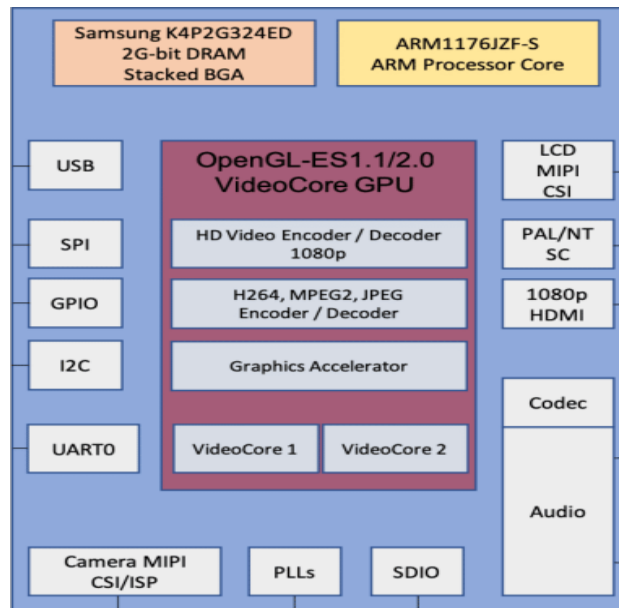 Samsung K4P2G324ED
2G-bit DRAM
Stacked BGA
ARM1176JZF-S
ARM Processor Core
USB
SPI
GPIO
I2C
UART0
OpenGL-ES1.1/2.0
VideoCore GPU
HD Video Encoder / Decoder
1080p
H264, MPEG2, JPEG
Encoder / Decoder
Graphics Accelerator
VideoCore 1
VideoCore 2
LCD
MIPI
CSI
PAL/NT
SC
1080p
HDMI
Codec
Audio
Camera MIPI
CSI/ISP
PLLs
SDIO